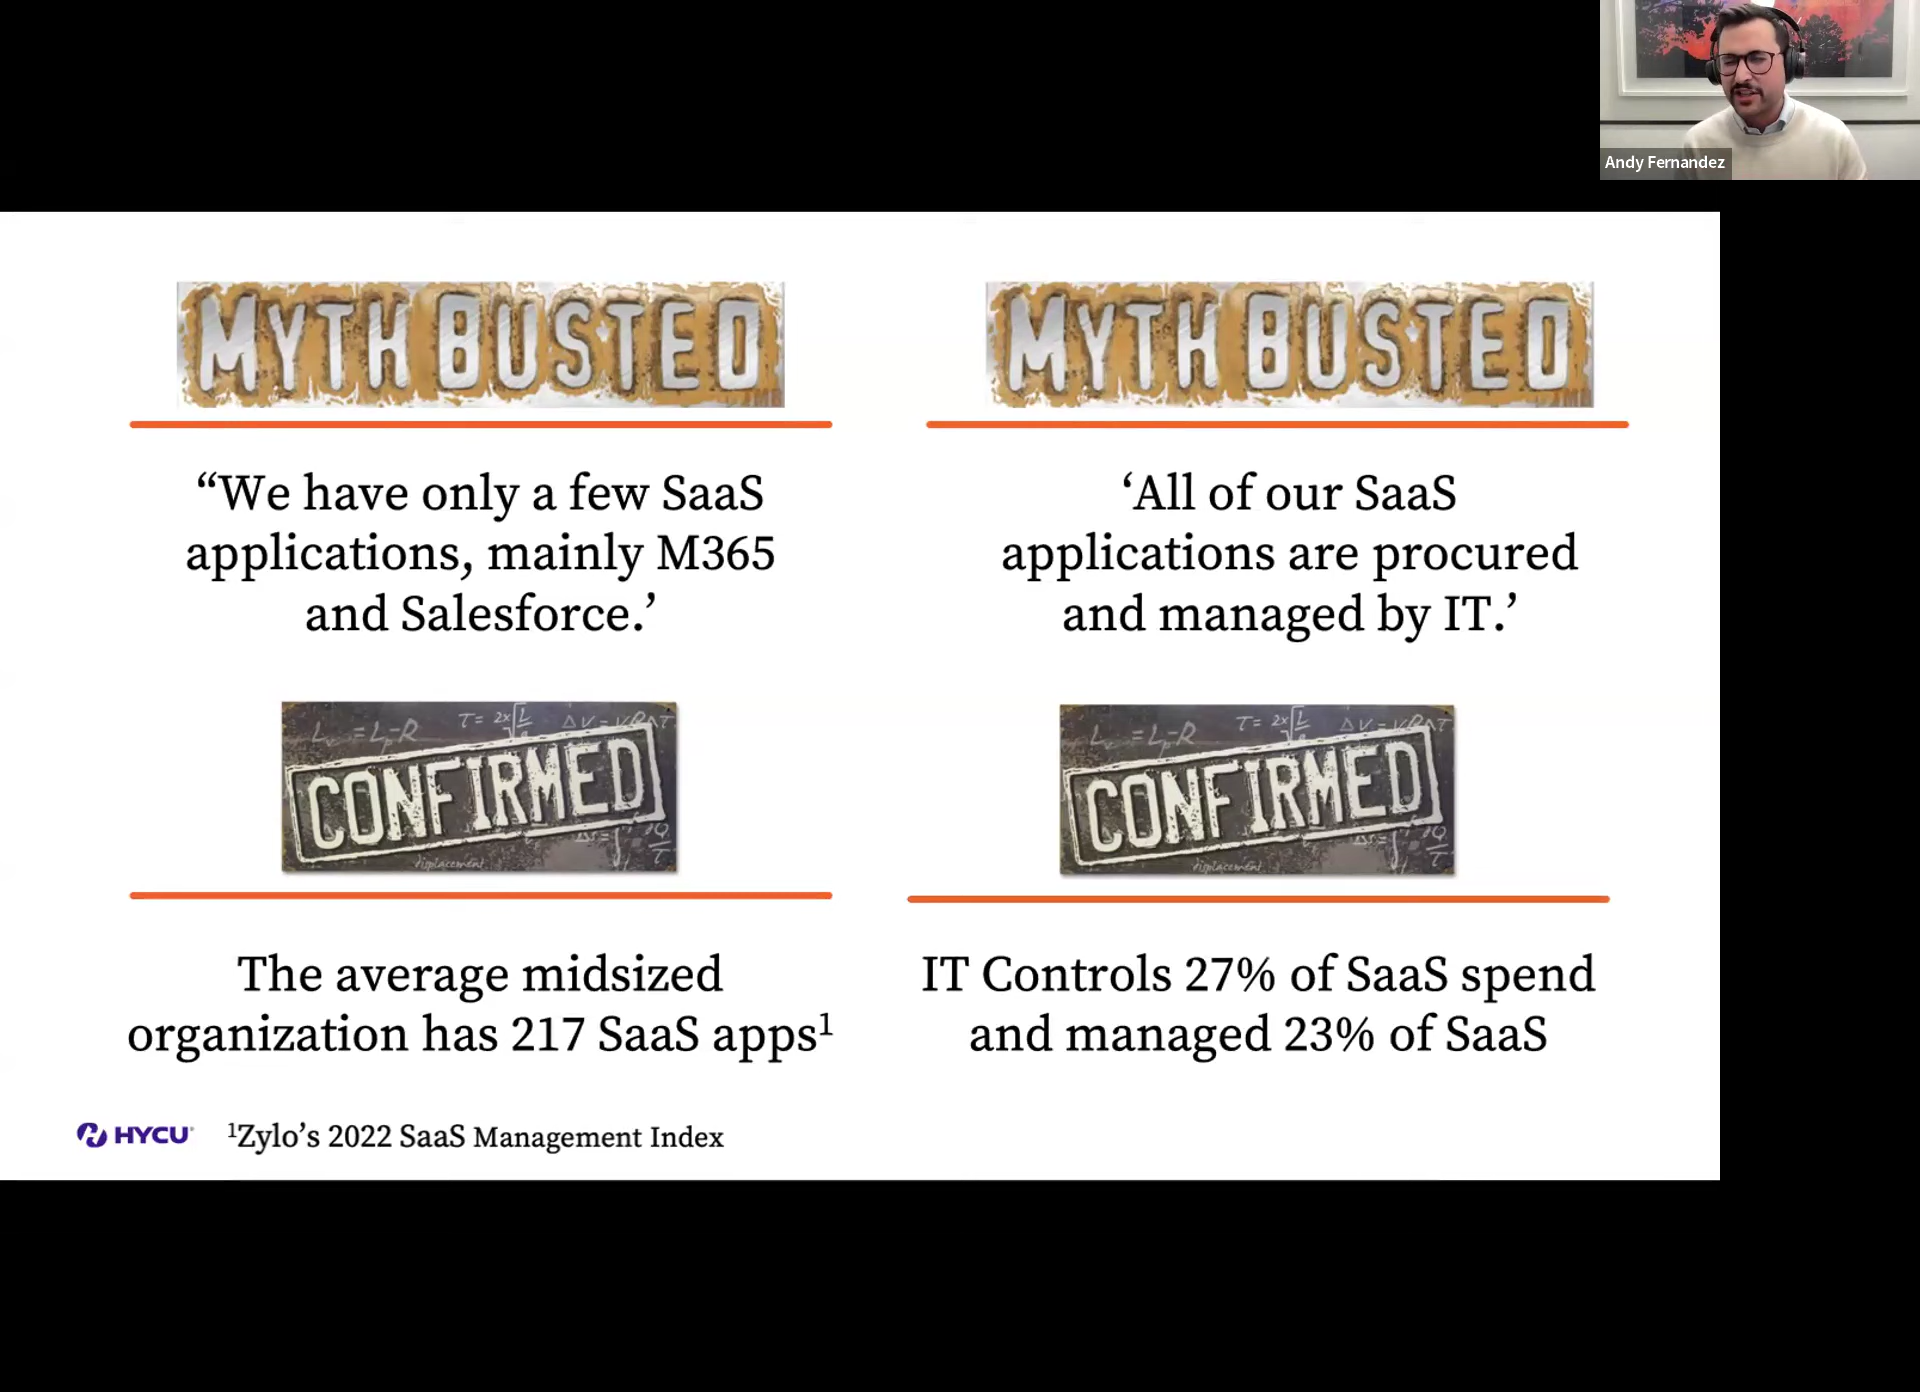 Andy Fernandez
MYTH BUSTED
“We have only a few SaaS
applications, mainly M365
and Salesforce.’
CONFIRMED
displacement
The average midsized
organization has 217 SaaS apps¹
MYTH BUSTED
‘All of our SaaS
applications are procured
and managed by IT.’
CONFIRMED
displacement
IT Controls 27% of SaaS spend
and managed 23% of SaaS
HYCU
¹Zylo’s 2022 SaaS Management Index